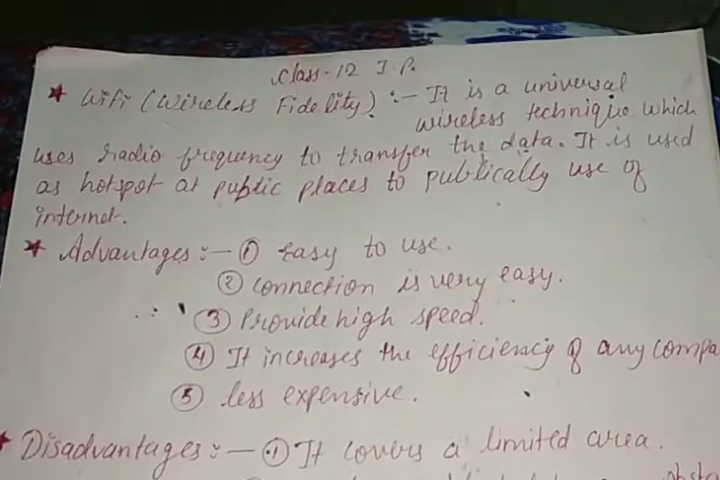 Class-12 I.P.
* Wifi (Wireless Fidelity) :- It is a universal
wireless technique which
uses radio frequency to transfer the data. It is used
as hotspot at public places to publically use of
internet.
* Advantages :- ① Easy to use.
② Connection is very easy.
③ Provide high speed.
④ It increases the efficiency of any compa
⑤ less expensive.
* Disadvantages :- ① It covers a limited area.